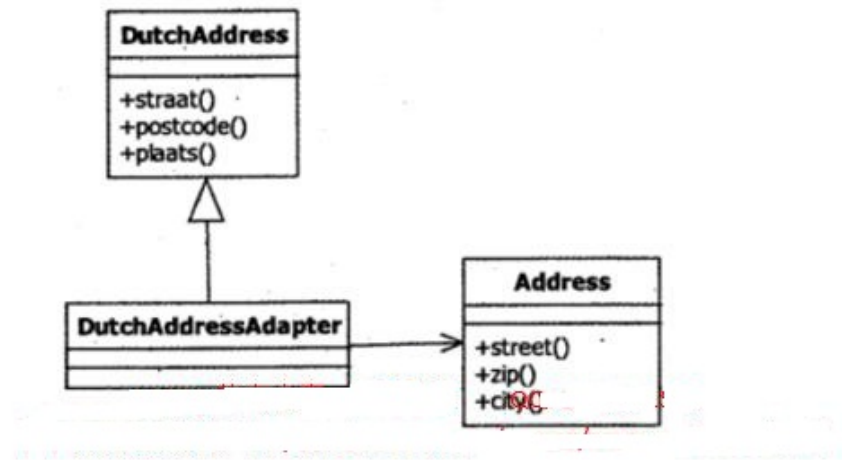 DutchAddress
+straat()
+postcode()
+plaats()
DutchAddressAdapter
Address
+street()
+zip()